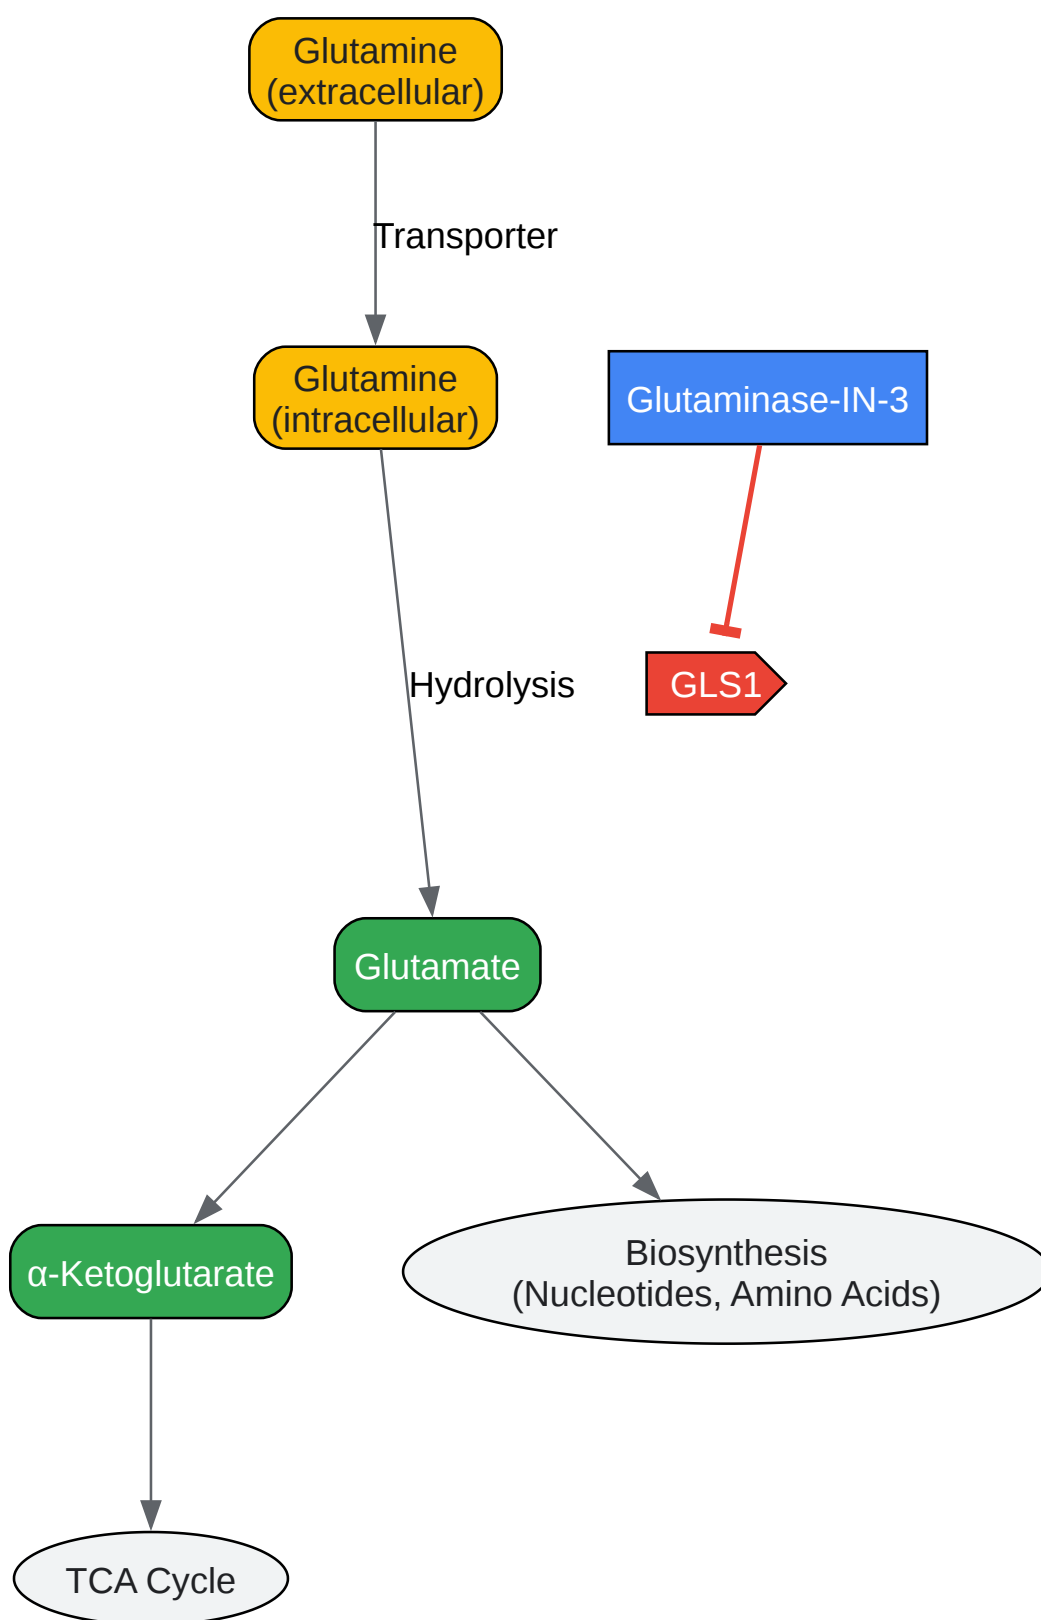 Glutamine
(extracellular)
Transporter
Glutamine
(intracellular)
Glutaminase-IN-3
Hydrolysis
GLS1
Glutamate
α-Ketoglutarate
Biosynthesis
(Nucleotides, Amino Acids)
TCA Cycle